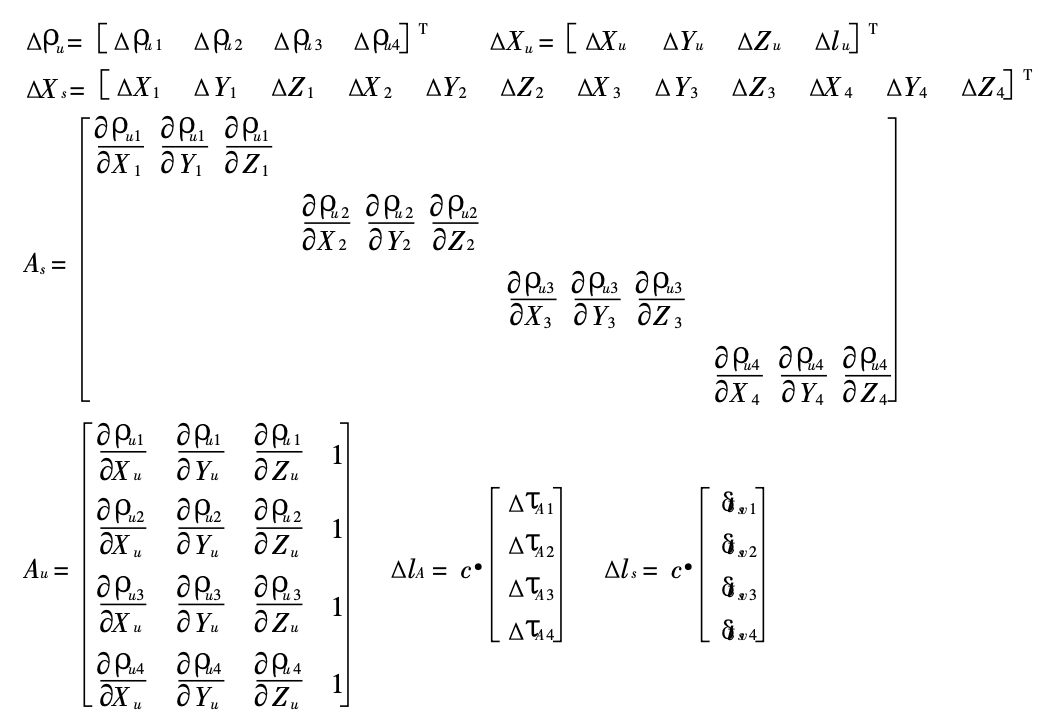 Δρ_u = [ Δρ_u1 Δρ_u2 Δρ_u3 Δρ_u4 ]^T ΔX_u = [ ΔX_u ΔY_u ΔZ_u Δl_u ]^T
ΔX_s = [ ΔX_1 ΔY_1 ΔZ_1 ΔX_2 ΔY_2 ΔZ_2 ΔX_3 ΔY_3 ΔZ_3 ΔX_4 ΔY_4 ΔZ_4 ]^T
A_s = [ ∂ρ_u1/∂X_1 ∂ρ_u1/∂Y_1 ∂ρ_u1/∂Z_1
∂ρ_u2/∂X_2 ∂ρ_u2/∂Y_2 ∂ρ_u2/∂Z_2
∂ρ_u3/∂X_3 ∂ρ_u3/∂Y_3 ∂ρ_u3/∂Z_3
∂ρ_u4/∂X_4 ∂ρ_u4/∂Y_4 ∂ρ_u4/∂Z_4 ]
A_u = [ ∂ρ_u1/∂X_u ∂ρ_u1/∂Y_u ∂ρ_u1/∂Z_u 1
∂ρ_u2/∂X_u ∂ρ_u2/∂Y_u ∂ρ_u2/∂Z_u 1
∂ρ_u3/∂X_u ∂ρ_u3/∂Y_u ∂ρ_u3/∂Z_u 1
∂ρ_u4/∂X_u ∂ρ_u4/∂Y_u ∂ρ_u4/∂Z_u 1 ]
Δl_A = c• [ Δτ_A1
Δτ_A2
Δτ_A3
Δτ_A4 ]
Δl_s = c• [ δt_sv1
δt_sv2
δt_sv3
δt_sv4 ]